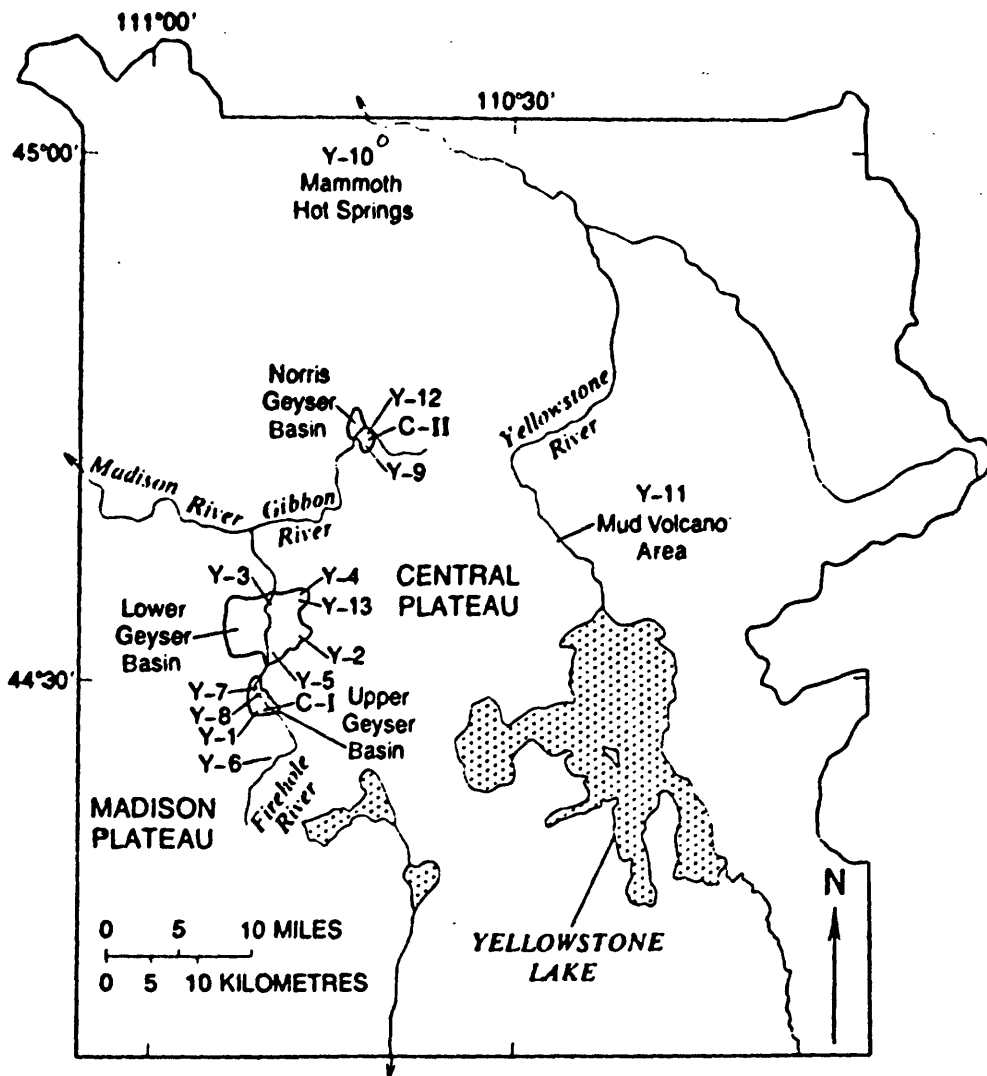 111°00'
110°30'
45°00'
Y-10
Mammoth
Hot Springs
Norris
Geyser
Basin
Y-12
C-II
Y-9
Yellowstone
River
Madison
River
Gibbon
River
Y-11
Mud Volcano
Area
Y-3
Y-4
Y-13
CENTRAL
PLATEAU
Lower
Geyser
Basin
Y-2
Y-5
44°30'
Y-7
C-I
Y-8
Y-1
Upper
Geyser
Basin
Y-6
Firehole
River
MADISON
PLATEAU
N
0 5 10 MILES
0 5 10 KILOMETRES
YELLOWSTONE
LAKE